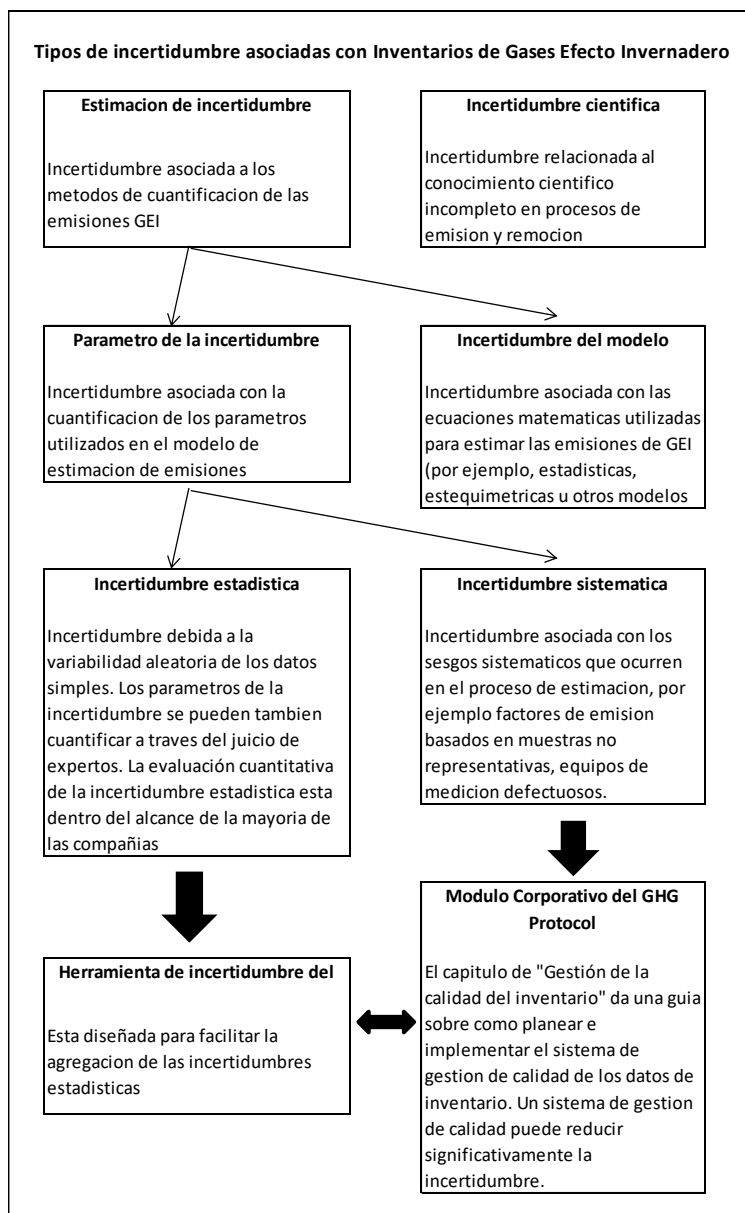 Tipos de incertidumbre asociadas con Inventarios de Gases Efecto Invernadero
Estimacion de incertidumbre
Incertidumbre asociada a los
metodos de cuantificacion de las
emisiones GEI
Incertidumbre cientifica
Incertidumbre relacionada al
conocimiento cientifico
incompleto en procesos de
emision y remocion
Parametro de la incertidumbre
Incertidumbre asociada con la
cuantificacion de los parametros
utilizados en el modelo de
estimacion de emisiones
Incertidumbre del modelo
Incertidumbre asociada con las
ecuaciones matematicas utilizadas
para estimar las emisiones de GEI
(por ejemplo, estadisticas,
estequimetricas u otros modelos
Incertidumbre estadistica
Incertidumbre debida a la
variabilidad aleatoria de los datos
simples. Los parametros de la
incertidumbre se pueden tambien
cuantificar a traves del juicio de
expertos. La evaluación cuantitativa
de la incertidumbre estadistica esta
dentro del alcance de la mayoria de
las compañias
Incertidumbre sistematica
Incertidumbre asociada con los
sesgos sistematicos que ocurren
en el proceso de estimacion, por
ejemplo factores de emision
basados en muestras no
representativas, equipos de
medicion defectuosos.
Herramienta de incertidumbre del
Esta diseñada para facilitar la
agregacion de las incertidumbres
estadisticas
Modulo Corporativo del GHG
Protocol
El capitulo de "Gestión de la
calidad del inventario" da una guia
sobre como planear e
implementar el sistema de
gestion de calidad de los datos de
inventario. Un sistema de gestion
de calidad puede reducir
significativamente la
incertidumbre.